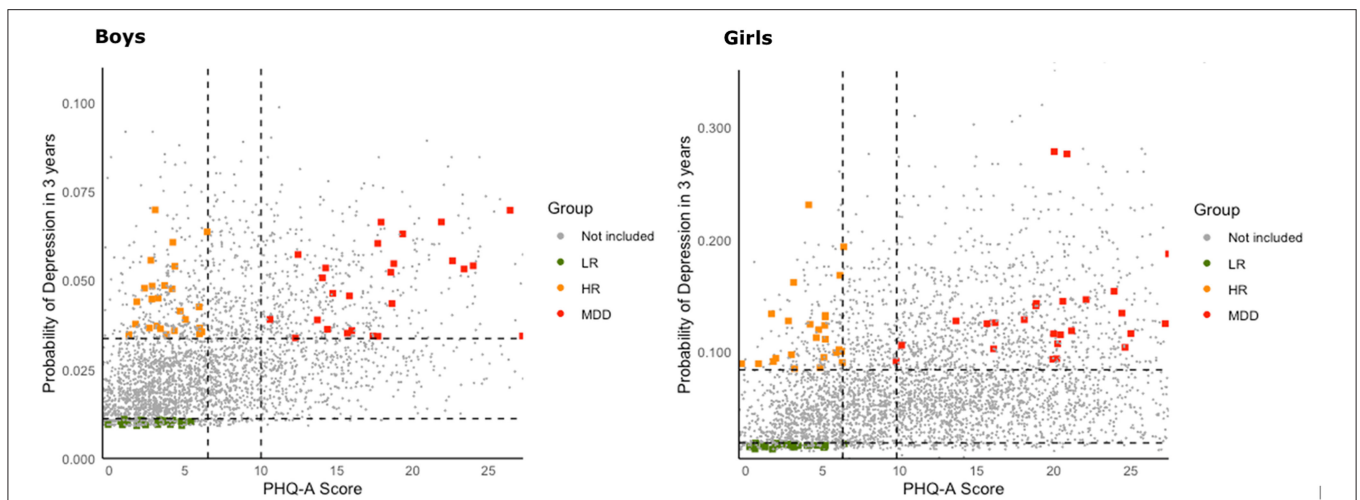 Boys
Probability of Depression in 3 years
0.100
0.075
0.050
0.025
0.000
0 5 10 15 20 25
PHQ-A Score
Group
Not included
LR
HR
MDD
Girls
Probability of Depression in 3 years
0.300
0.200
0.100
0 5 10 15 20 25
PHQ-A Score
Group
Not included
LR
HR
MDD